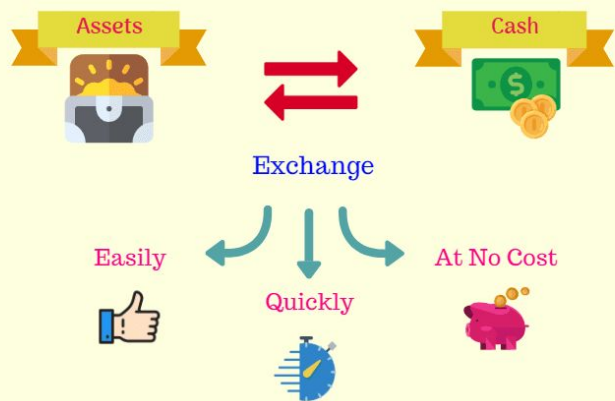 Assets
Cash
Exchange
Easily
At No Cost
Quickly
$